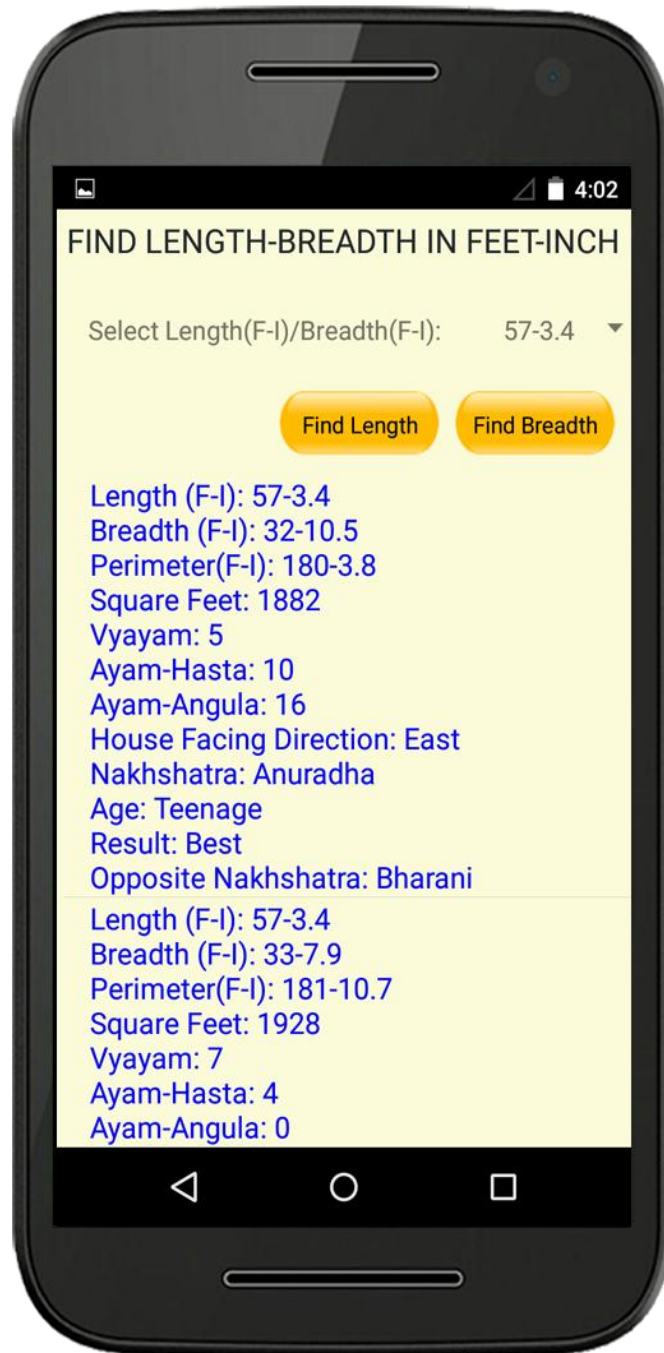 4:02
FIND LENGTH-BREADTH IN FEET-INCH
Select Length(F-I)/Breadth(F-I): 57-3.4
Find Length Find Breadth
Length (F-I): 57-3.4
Breadth (F-I): 32-10.5
Perimeter(F-I): 180-3.8
Square Feet: 1882
Vyayam: 5
Ayam-Hasta: 10
Ayam-Angula: 16
House Facing Direction: East
Nakhshatra: Anuradha
Age: Teenage
Result: Best
Opposite Nakhshatra: Bharani
Length (F-I): 57-3.4
Breadth (F-I): 33-7.9
Perimeter(F-I): 181-10.7
Square Feet: 1928
Vyayam: 7
Ayam-Hasta: 4
Ayam-Angula: 0